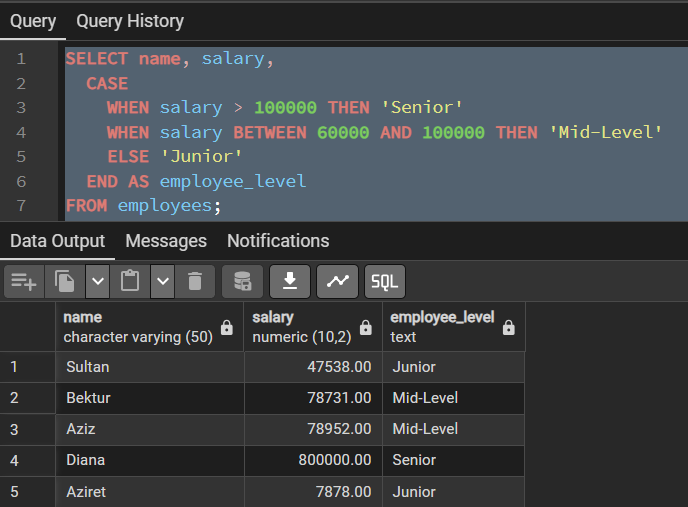 Query Query History
1 SELECT name, salary,
2 CASE
3 WHEN salary > 100000 THEN 'Senior'
4 WHEN salary BETWEEN 60000 AND 100000 THEN 'Mid-Level'
5 ELSE 'Junior'
6 END AS employee_level
7 FROM employees;
Data Output Messages Notifications
SQL
name salary employee_level
character varying (50) numeric (10,2) text
1 Sultan 47538.00 Junior
2 Bektur 78731.00 Mid-Level
3 Aziz 78952.00 Mid-Level
4 Diana 800000.00 Senior
5 Aziret 7878.00 Junior